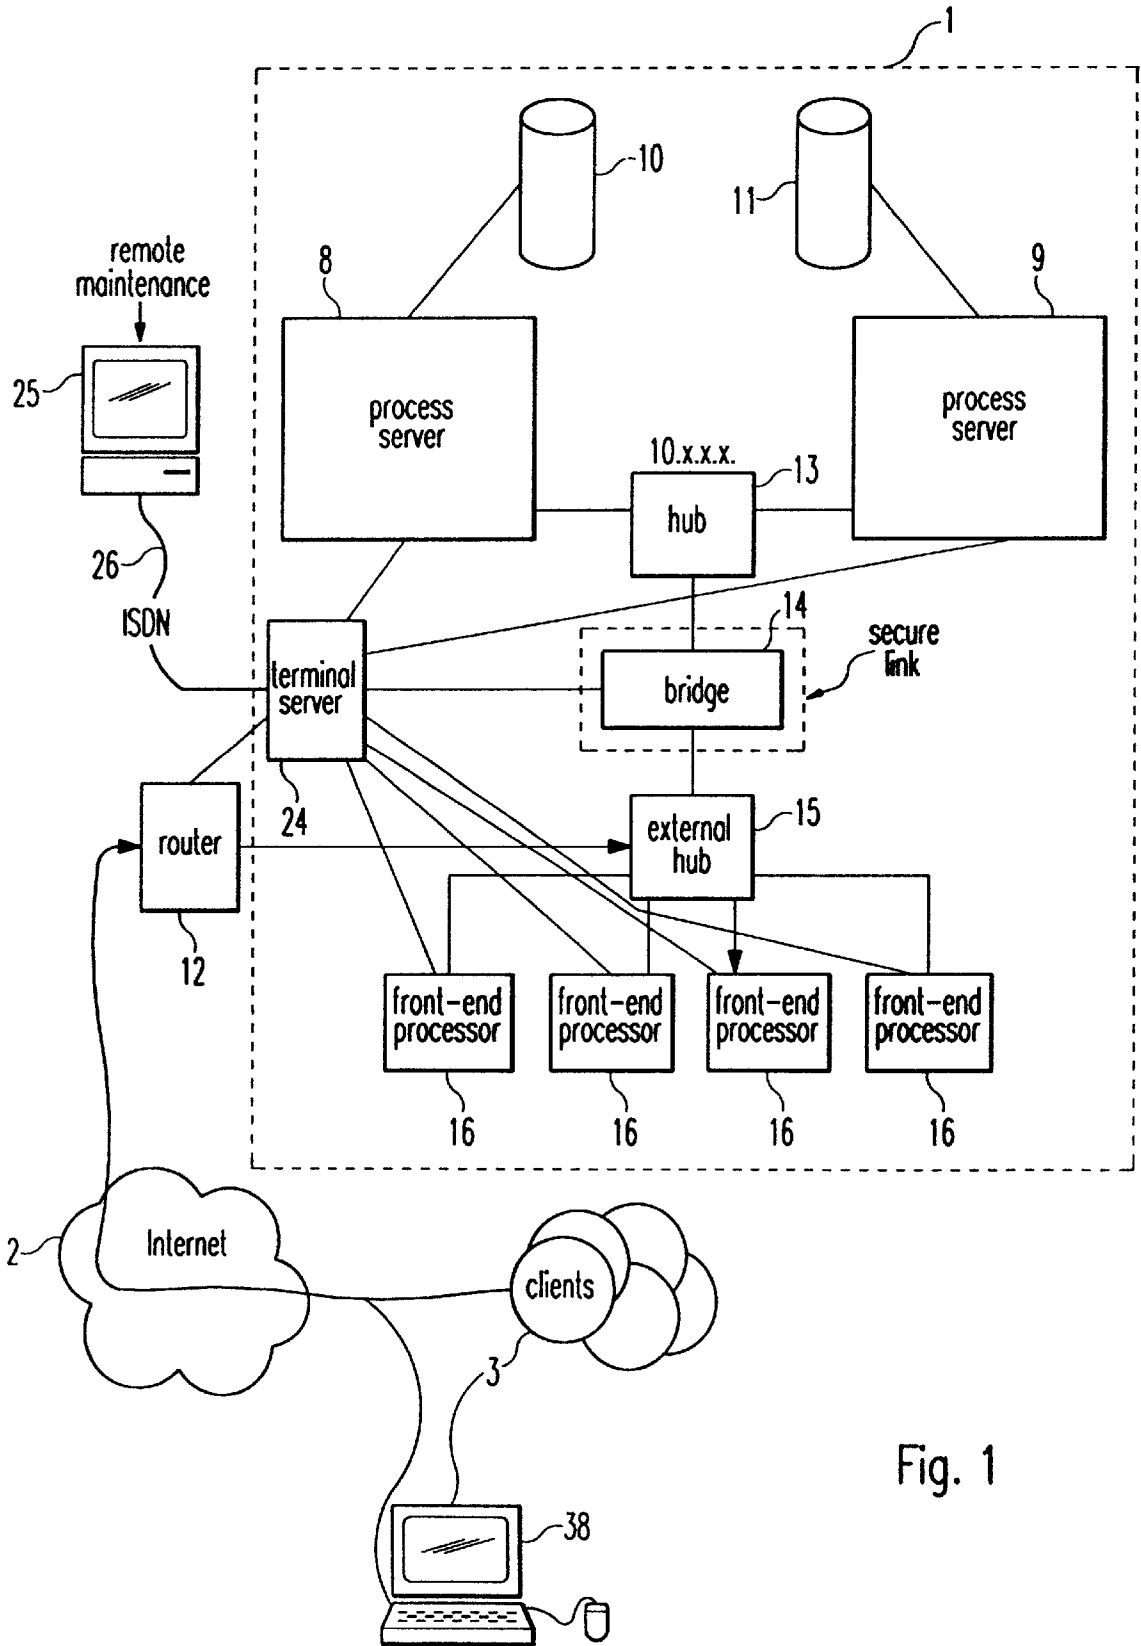 1
10
11
remote
maintenance
8
9
25
process
server
process
server
10.x.x.x.
13
hub
26
ISDN
14
secure
link
terminal
server
bridge
24
15
router
external
hub
12
front-end
processor
front-end
processor
front-end
processor
front-end
processor
16
16
16
16
2
Internet
clients
3
Fig. 1
38